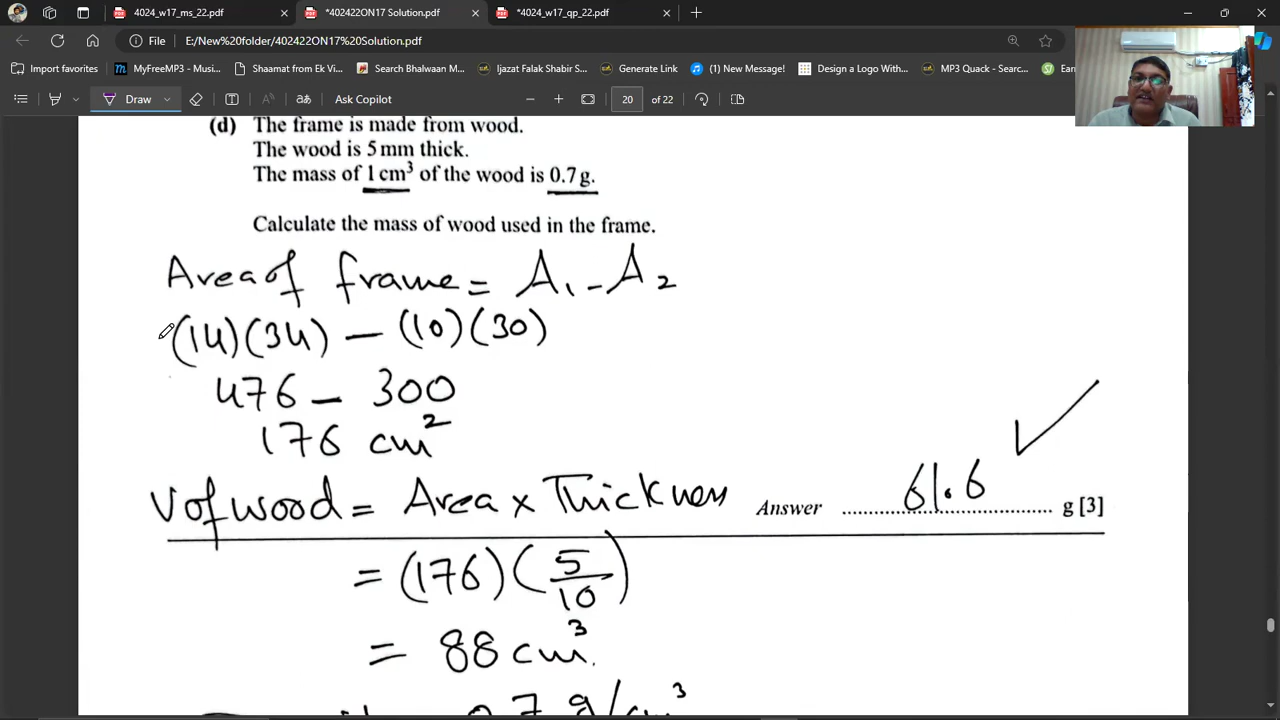 4024_w17_ms_22.pdf
*402422ON17 Solution.pdf
*4024_w17_qp_22.pdf
File
E:/New%20folder/402422ON17%20Solution.pdf
Import favorites
MyFreeMP3 - Musi...
Shaamat from Ek Vi...
Search Bhalwan M...
Ijazat Falak Shabir S...
Generate Link
(1) New Message!
Design a Logo With...
MP3 Quack - Searc...
Ear
Draw
Ask Copilot
20 of 22
(d) The frame is made from wood.
The wood is 5 mm thick.
The mass of 1 cm³ of the wood is 0.7 g.
Calculate the mass of wood used in the frame.
Area of frame = A₁ - A₂
(14)(34) - (10)(30)
476 - 300
176 cm²
V of wood = Area x Thickness
Answer ........ 61.6 ........ g [3]
= (176)(5/10)
= 88 cm³.
0.7 g/cm³